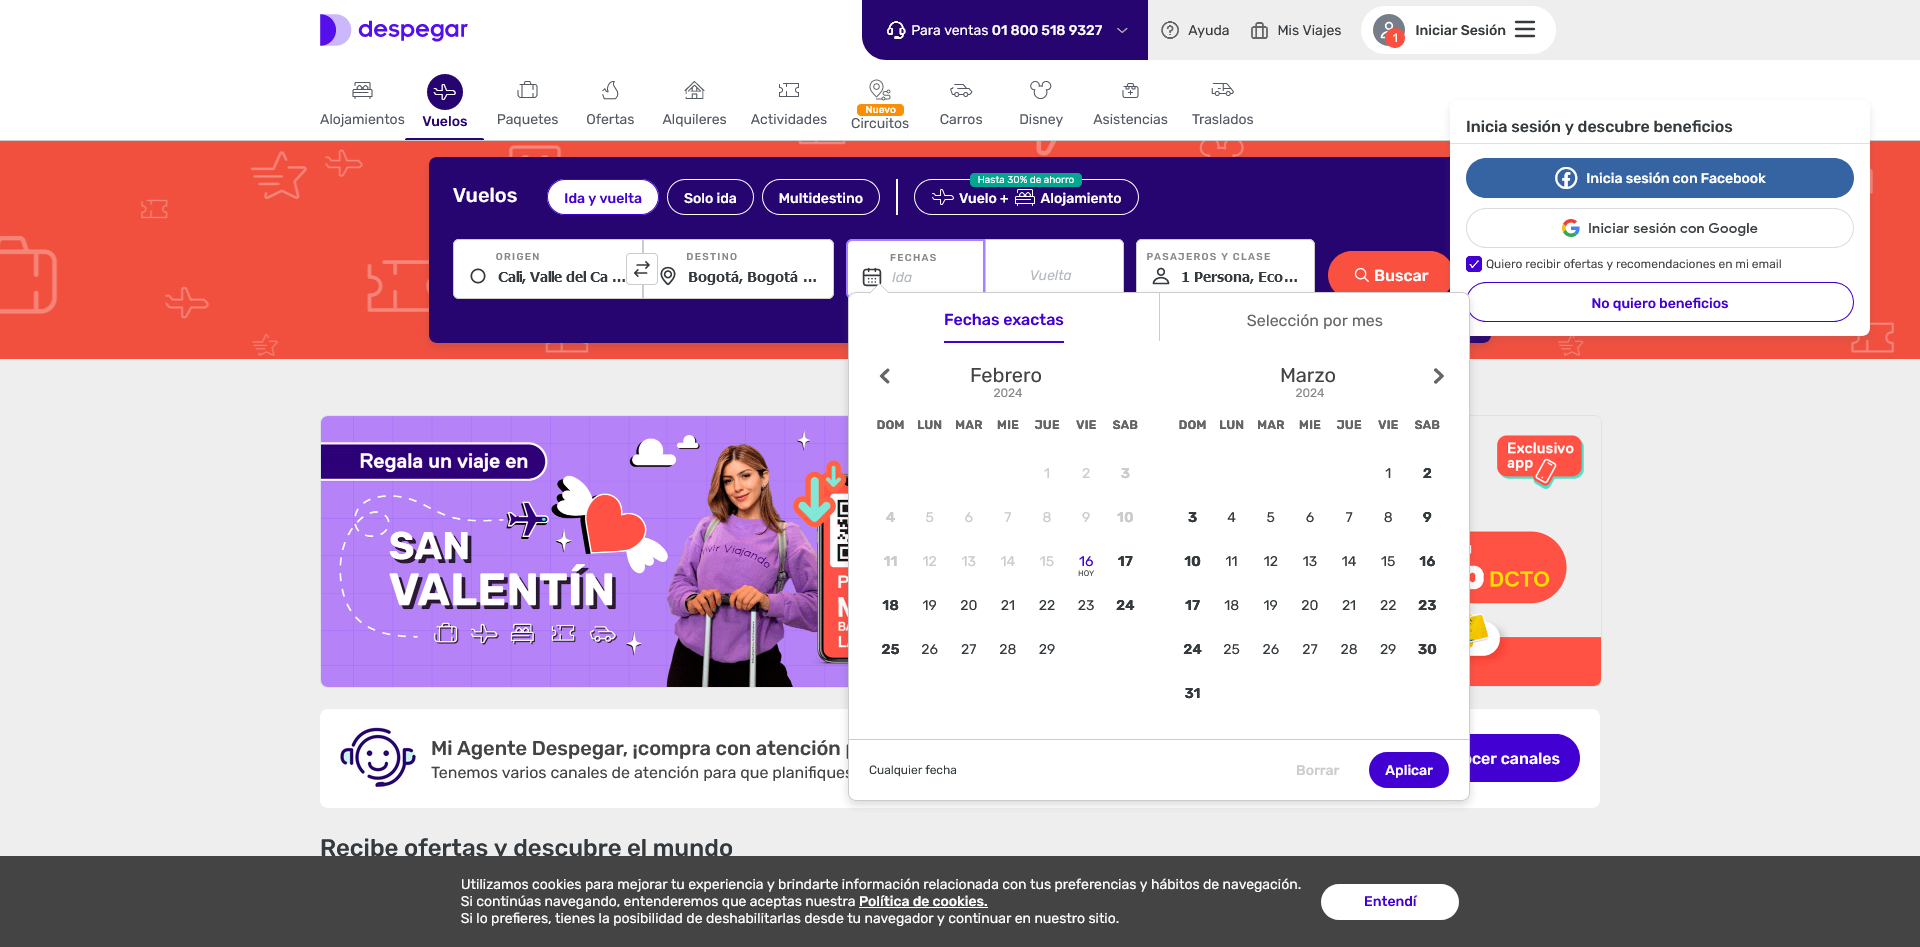 despegar
Para ventas 01 800 518 9327
Ayuda
Mis Viajes
1
Iniciar Sesión
Alojamientos
Vuelos
Paquetes
Ofertas
Alquileres
Actividades
Nuevo
Circuitos
Carros
Disney
Asistencias
Traslados
Inicia sesión y descubre beneficios
Inicia sesión con Facebook
Iniciar sesión con Google
Quiero recibir ofertas y recomendaciones en mi email
No quiero beneficios
Vuelos
Ida y vuelta
Solo ida
Multidestino
Hasta 30% de ahorro
Vuelo + Alojamiento
ORIGEN
Cali, Valle del Ca ...
DESTINO
Bogotá, Bogotá ...
FECHAS
Ida
Vuelta
PASAJEROS Y CLASE
1 Persona, Eco...
Buscar
Fechas exactas
Selección por mes
Febrero
2024
DOM LUN MAR MIE JUE VIE SAB
1 2 3
4 5 6 7 8 9 10
11 12 13 14 15 16 17
HOY
18 19 20 21 22 23 24
25 26 27 28 29
Marzo
2024
DOM LUN MAR MIE JUE VIE SAB
1 2
3 4 5 6 7 8 9
10 11 12 13 14 15 16
17 18 19 20 21 22 23
24 25 26 27 28 29 30
31
Cualquier fecha
Borrar
Aplicar
Regala un viaje en
SAN
VALENTÍN
Vivir Viajando
Exclusivo
app
DCTO
Mi Agente Despegar, ¡compra con atención
Tenemos varios canales de atención para que planifiques
canales
Recibe ofertas y descubre el mundo
Utilizamos cookies para mejorar tu experiencia y brindarte información relacionada con tus preferencias y hábitos de navegación.
Si continúas navegando, entenderemos que aceptas nuestra Política de cookies.
Si lo prefieres, tienes la posibilidad de deshabilitarlas desde tu navegador y continuar en nuestro sitio.
Entendí